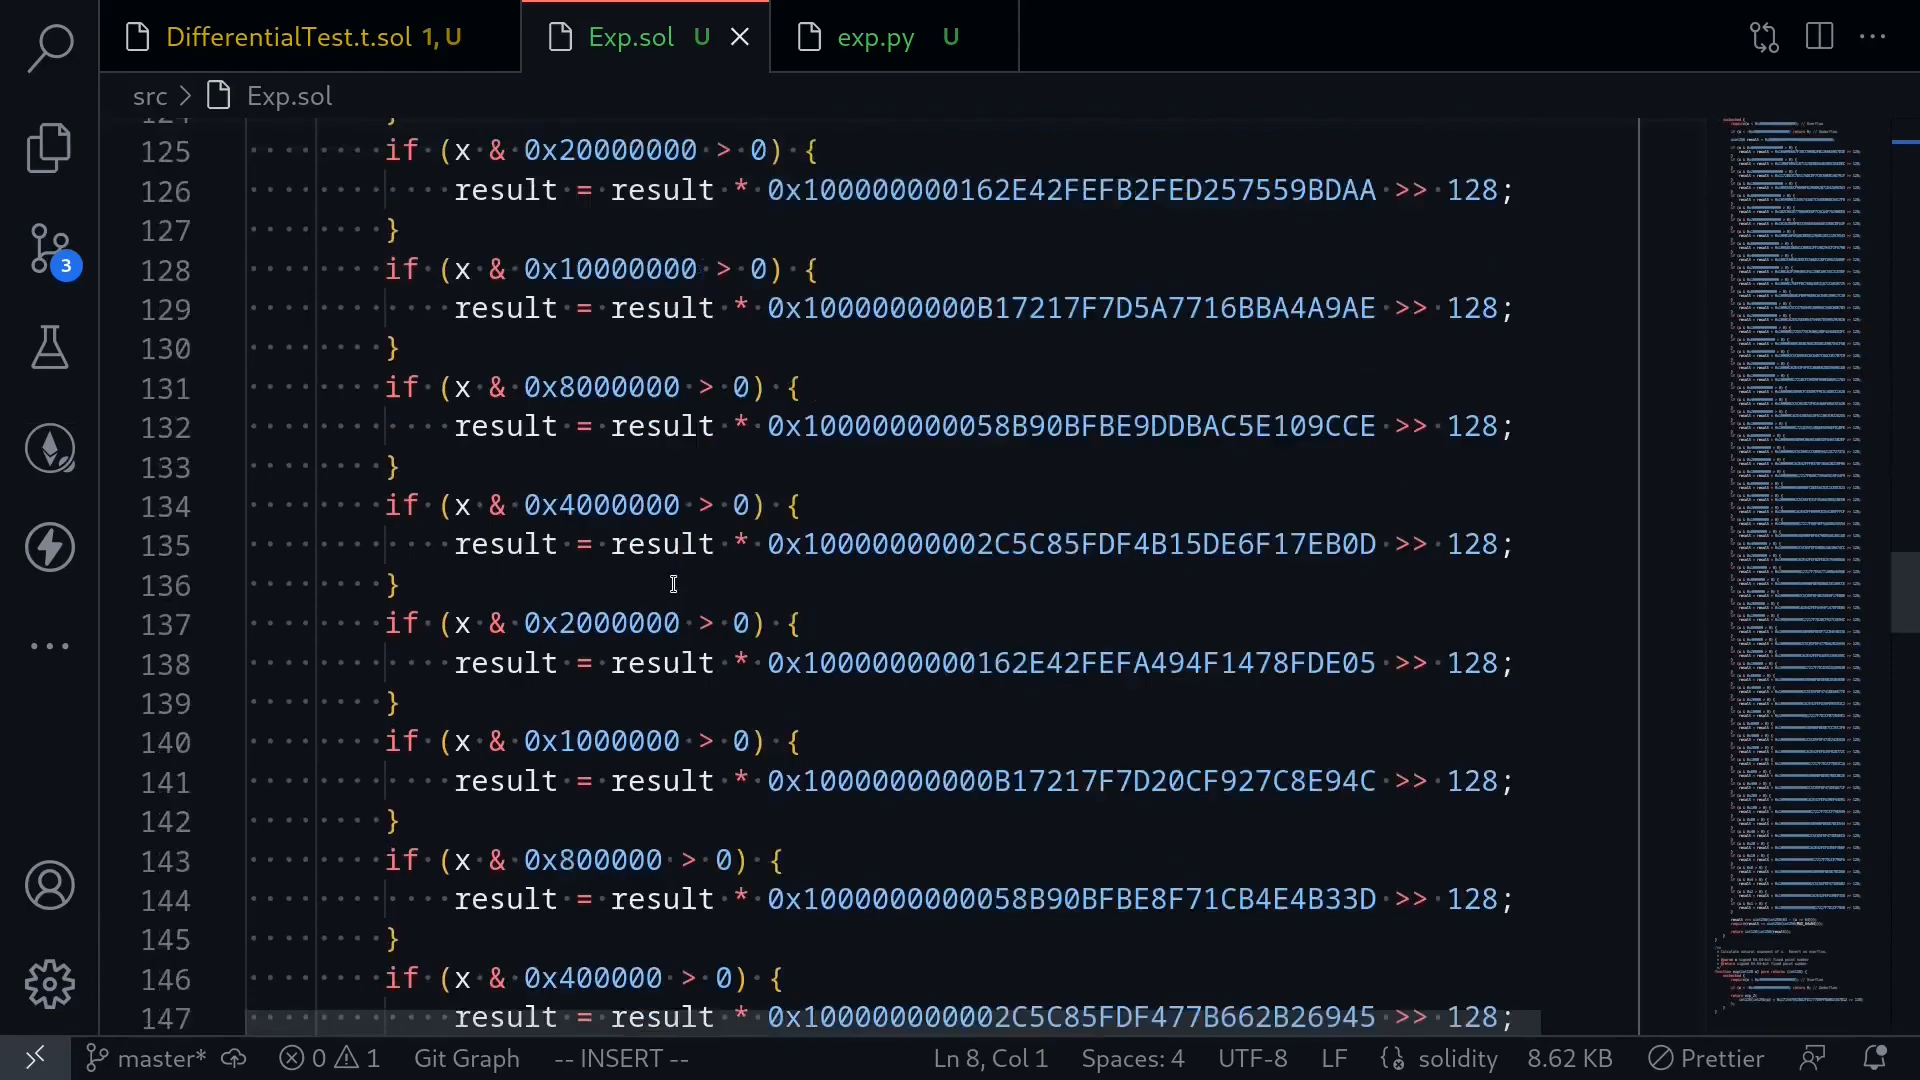 DifferentialTest.t.sol 1, U
Exp.sol U
exp.py U
src > Exp.sol
}
125 if (x & 0x20000000 > 0) {
126 result = result * 0x100000000162E42FEFB2FED257559BDAA >> 128;
127 }
128 if (x & 0x10000000 > 0) {
129 result = result * 0x1000000000B17217F7D5A7716BBA4A9AE >> 128;
130 }
131 if (x & 0x8000000 > 0) {
132 result = result * 0x100000000058B90BFBE9DDBAC5E109CCE >> 128;
133 }
134 if (x & 0x4000000 > 0) {
135 result = result * 0x10000000002C5C85FDF4B15DE6F17EB0D >> 128;
136 }
137 if (x & 0x2000000 > 0) {
138 result = result * 0x1000000000162E42FEFA494F1478FDE05 >> 128;
139 }
140 if (x & 0x1000000 > 0) {
141 result = result * 0x10000000000B17217F7D20CF927C8E94C >> 128;
142 }
143 if (x & 0x800000 > 0) {
144 result = result * 0x1000000000058B90BFBE8F71CB4E4B33D >> 128;
145 }
146 if (x & 0x400000 > 0) {
147 result = result * 0x100000000002C5C85FDF477B662B26945 >> 128;
3
master* 0 1 Git Graph -- INSERT -- Ln 8, Col 1 Spaces: 4 UTF-8 LF solidity 8.62 KB Prettier